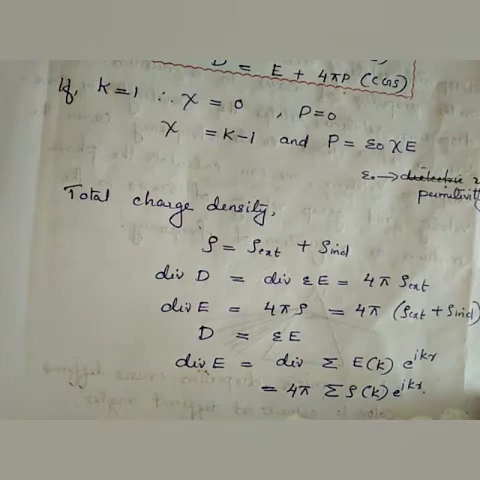 D = E + 4πP (CGS)
If, K=1 ∴ χ = 0 , P=0
χ = K-1 and P = ε₀ χE
ε₀ → dielectric
permittivity
Total charge density,
ρ = ρext + ρind
div D = div εE = 4π ρext
div E = 4πρ = 4π (ρext + ρind)
D = εE
div E = div Σ E(k) e^ikr
= 4π Σ ρ(k) e^ikr.